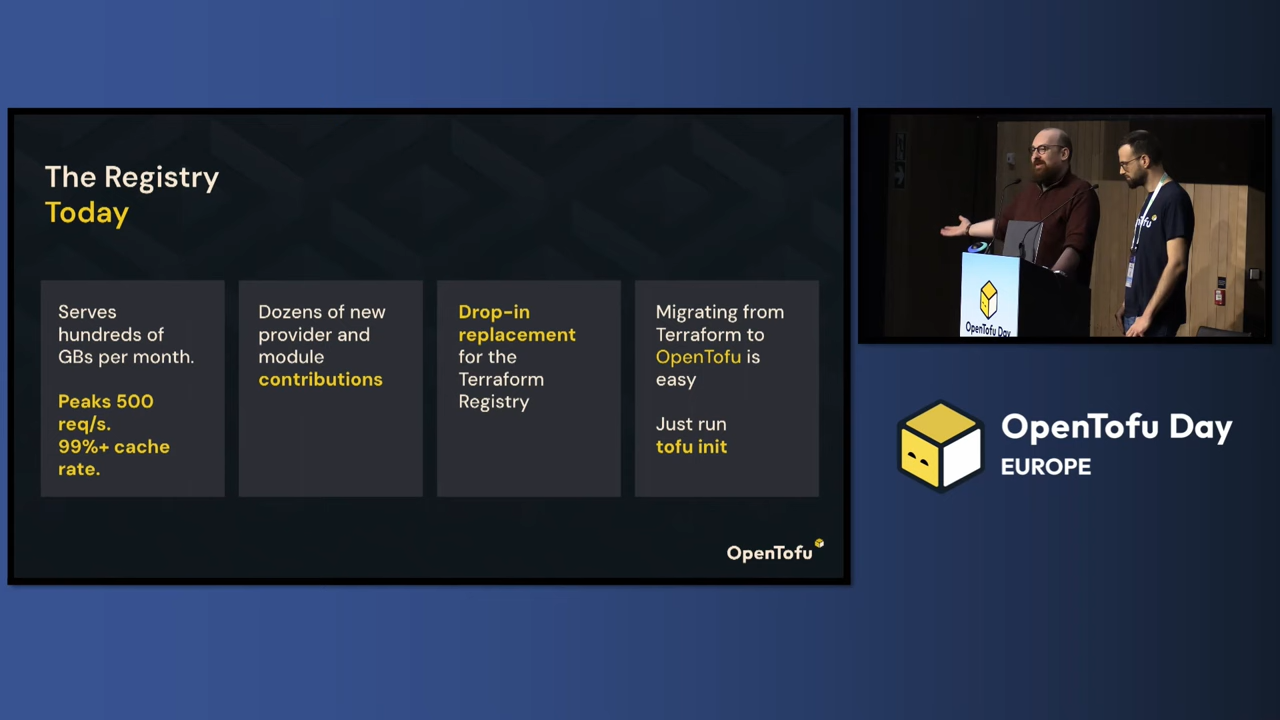 The Registry
Today
Serves
hundreds of
GBs per month.
Peaks 500
req/s.
99%+ cache
rate.
Dozens of new
provider and
module
contributions
Drop-in
replacement
for the
Terraform
Registry
Migrating from
Terraform to
OpenTofu is
easy
Just run
tofu init
OpenTofu
OpenTofu Day
OpenTofu Day
EUROPE